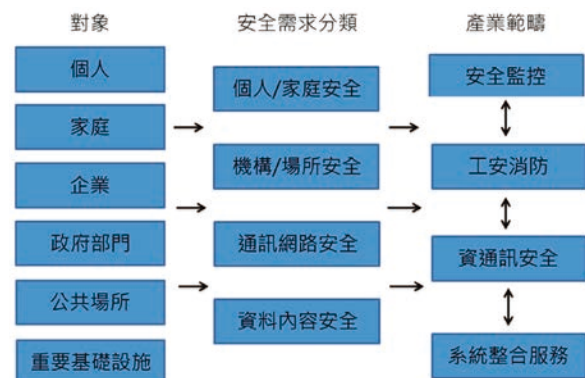 對象
個人
家庭
企業
政府部門
公共場所
重要基礎設施
安全需求分類
個人/家庭安全
機構/場所安全
通訊網路安全
資料內容安全
產業範疇
安全監控
工安消防
資通訊安全
系統整合服務